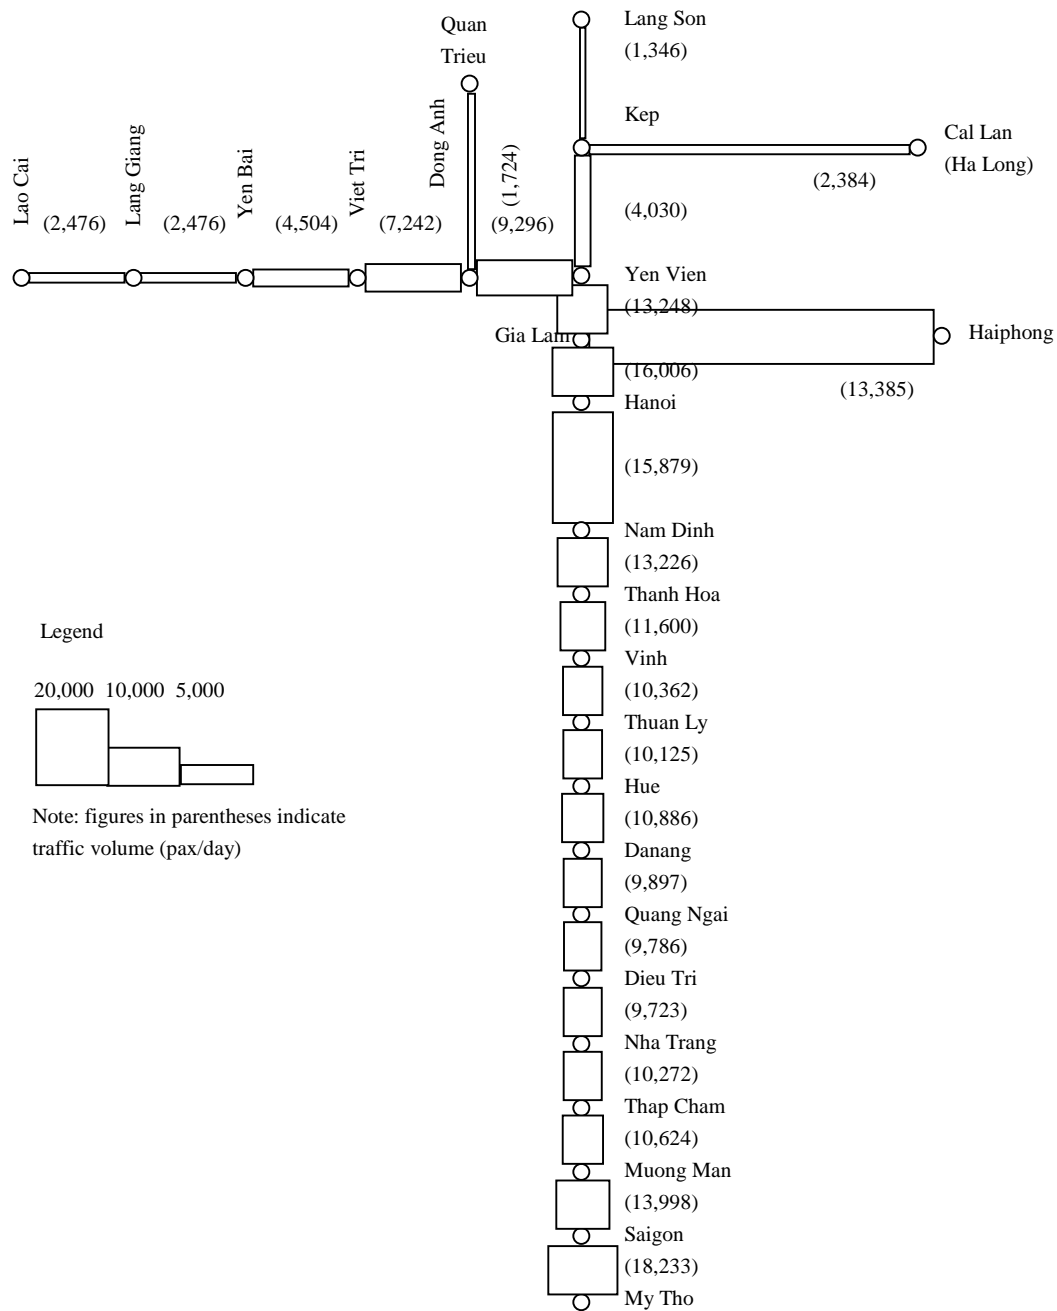 Quan
Trieu
Lang Son
(1,346)
Kep
Cal Lan
(Ha Long)
(2,384)
Lao Cai
(2,476)
Lang Giang
(2,476)
Yen Bai
(4,504)
Viet Tri
(7,242)
Dong Anh
(1,724)
(9,296)
(4,030)
Yen Vien
(13,248)
Gia Lam
Haiphong
(16,006)
(13,385)
Hanoi
(15,879)
Nam Dinh
(13,226)
Thanh Hoa
(11,600)
Vinh
(10,362)
Thuan Ly
(10,125)
Hue
(10,886)
Danang
(9,897)
Quang Ngai
(9,786)
Dieu Tri
(9,723)
Nha Trang
(10,272)
Thap Cham
(10,624)
Muong Man
(13,998)
Saigon
(18,233)
My Tho
Legend
20,000 10,000 5,000
Note: figures in parentheses indicate
traffic volume (pax/day)